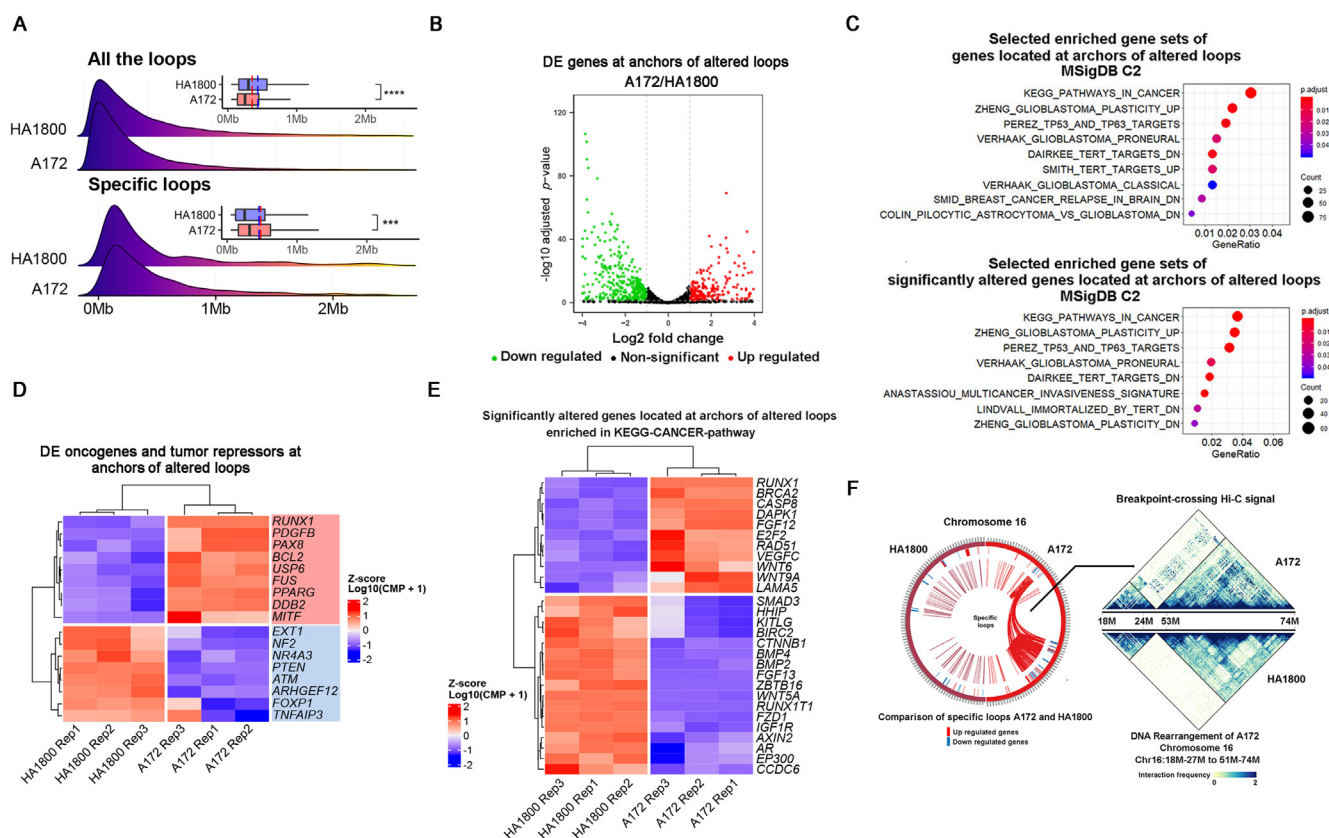 A
All the loops
HA1800
A172
0Mb 1Mb 2Mb
****
HA1800
A172
Specific loops
HA1800
A172
0Mb 1Mb 2Mb
***
HA1800
A172
0Mb 1Mb 2Mb
B
DE genes at anchors of altered loops
A172/HA1800
-log10 adjusted p-value
120
80
40
20
0
−4 −2 0 2 4
Log2 fold change
Down regulated Non-significant Up regulated
C
Selected enriched gene sets of
genes located at archors of altered loops
MSigDB C2
KEGG_PATHWAYS_IN_CANCER
ZHENG_GLIOBLASTOMA_PLASTICITY_UP
PEREZ_TP53_AND_TP63_TARGETS
VERHAAK_GLIOBLASTOMA_PRONEURAL
DAIRKEE_TERT_TARGETS_DN
SMITH_TERT_TARGETS_UP
VERHAAK_GLIOBLASTOMA_CLASSICAL
SMID_BREAST_CANCER_RELAPSE_IN_BRAIN_DN
COLIN_PILOCYTIC_ASTROCYTOMA_VS_GLIOBLASTOMA_DN
0.01 0.02 0.03 0.04
GeneRatio
p.adjust
0.01
0.02
0.03
0.04
Count
25
50
75
Selected enriched gene sets of
significantly altered genes located at archors of altered loops
MSigDB C2
KEGG_PATHWAYS_IN_CANCER
ZHENG_GLIOBLASTOMA_PLASTICITY_UP
PEREZ_TP53_AND_TP63_TARGETS
VERHAAK_GLIOBLASTOMA_PRONEURAL
DAIRKEE_TERT_TARGETS_DN
ANASTASSIOU_MULTICANCER_INVASIVENESS_SIGNATURE
LINDVALL_IMMORTALIZED_BY_TERT_DN
ZHENG_GLIOBLASTOMA_PLASTICITY_DN
0.02 0.04 0.06
GeneRatio
p.adjust
0.01
0.02
0.03
0.04
Count
20
40
60
D
DE oncogenes and tumor repressors at
anchors of altered loops
RUNX1
PDGFB
PAX8
BCL2
USP6
FUS
PPARG
DDB2
MITF
EXT1
NF2
NR4A3
PTEN
ATM
ARHGEF12
FOXP1
TNFAIP3
HA1800 Rep1
HA1800 Rep2
HA1800 Rep3
A172 Rep3
A172 Rep1
A172 Rep2
Z-score
Log10(CMP + 1)
2
1
0
-1
-2
E
Significantly altered genes located at archors of altered loops
enriched in KEGG-CANCER-pathway
RUNX1
BRCA2
CASP8
DAPK1
FGF12
E2F2
RAD51
VEGFC
WNT6
WNT9A
LAMA5
SMAD3
HHIP
KITLG
BIRC2
CTNNB1
BMP4
BMP2
FGF13
ZBTB16
WNT5A
RUNX1T1
FZD1
IGF1R
AXIN2
AR
EP300
CCDC6
HA1800 Rep3
HA1800 Rep1
HA1800 Rep2
A172 Rep3
A172 Rep2
A172 Rep1
Z-score
Log10(CMP + 1)
2
1
0
-1
-2
F
Breakpoint-crossing Hi-C signal
Chromosome 16
HA1800 A172
Specific
loops
Comparison of specific loops A172 and HA1800
Up regulated genes
Down regulated genes
A172
18M 24M 53M 74M
HA1800
DNA Rearrangement of A172
Chromosome 16
Chr16:18M-27M to 51M-74M
Interaction frequency
0 2